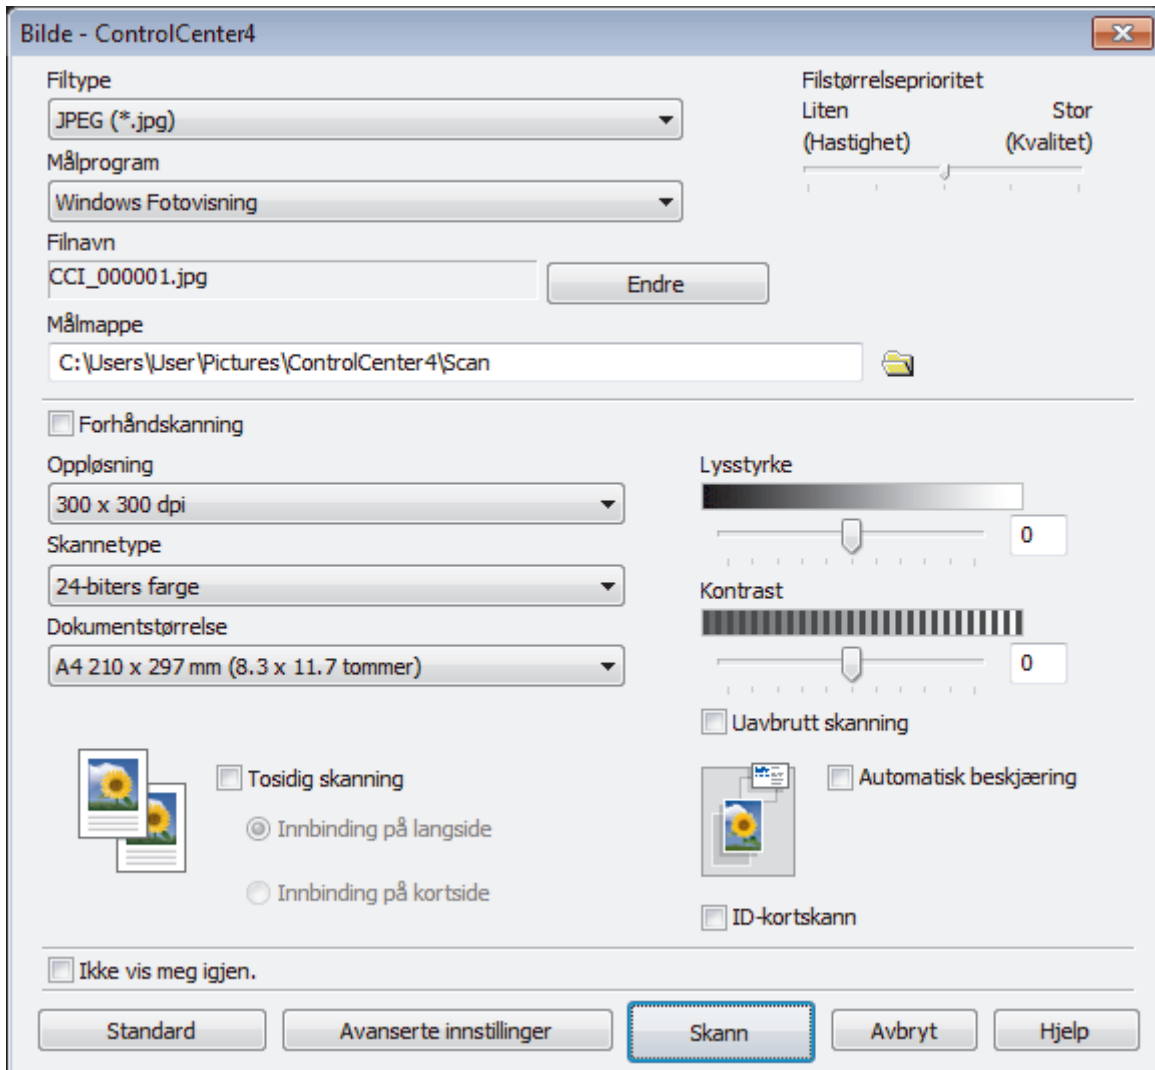 Bilde - ControlCenter4
Filtype
JPEG (*.jpg)
Målprogram
Windows Fotovisning
Filnavn
CCI_000001.jpg
Endre
Målmappe
C:\Users\User\Pictures\ControlCenter4\Scan
Filstørrelseprioritet
Liten Stor
(Hastighet) (Kvalitet)
Forhåndskanning
Oppløsning
300 x 300 dpi
Skannetype
24-biters farge
Dokumentstørrelse
A4 210 x 297 mm (8.3 x 11.7 tommer)
Lysstyrke
0
Kontrast
0
Uavbrutt skanning
Tosidig skanning
Innbinding på langside
Innbinding på kortside
Automatisk beskjæring
ID-kortskann
Ikke vis meg igjen.
Standard
Avanserte innstillinger
Skann
Avbryt
Hjelp